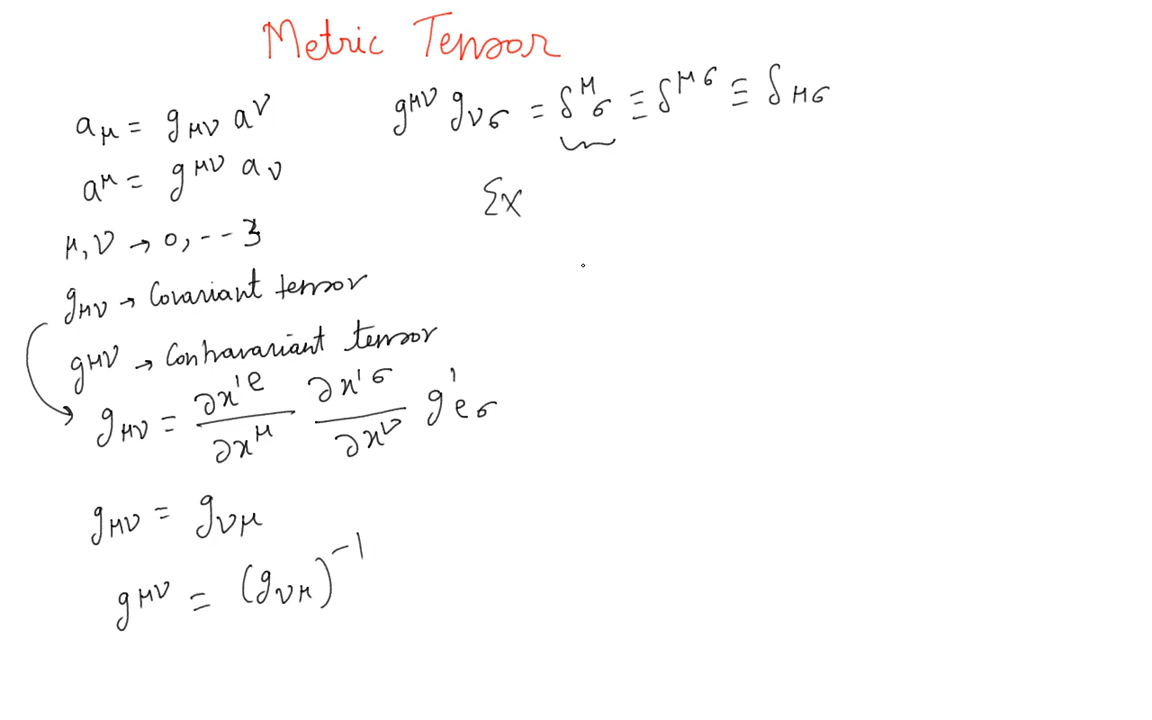 Metric Tensor
a_μ = g_μν a^ν
a^μ = g^μν a_ν
μ, ν → 0, -- 3
g_μν → Covariant tensor
g^μν → Contravariant tensor
g_μν = ∂x'^ρ/∂x^μ ∂x'^σ/∂x^ν g'_ρσ
g_μν = g_νμ
g^μν = (g_νμ)^-1
g^μν g_νσ = δ^μ_σ ≡ δ^μσ ≡ δ_μσ
Ex